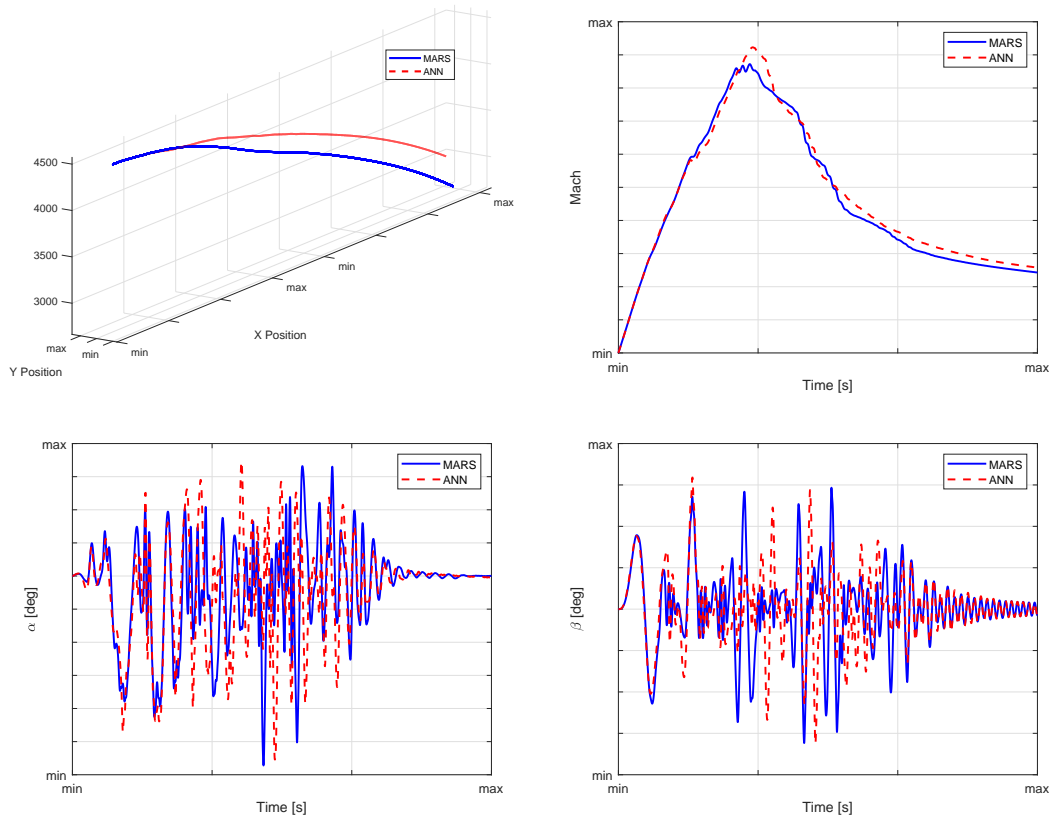 MARS
ANN
4500
4000
3500
3000
max
min
min
max
min
max
X Position
Y Position
max
Mach
min
min
max
Time [s]
MARS
ANN
max
α [deg]
min
min
max
Time [s]
MARS
ANN
max
β [deg]
min
min
max
Time [s]
MARS
ANN